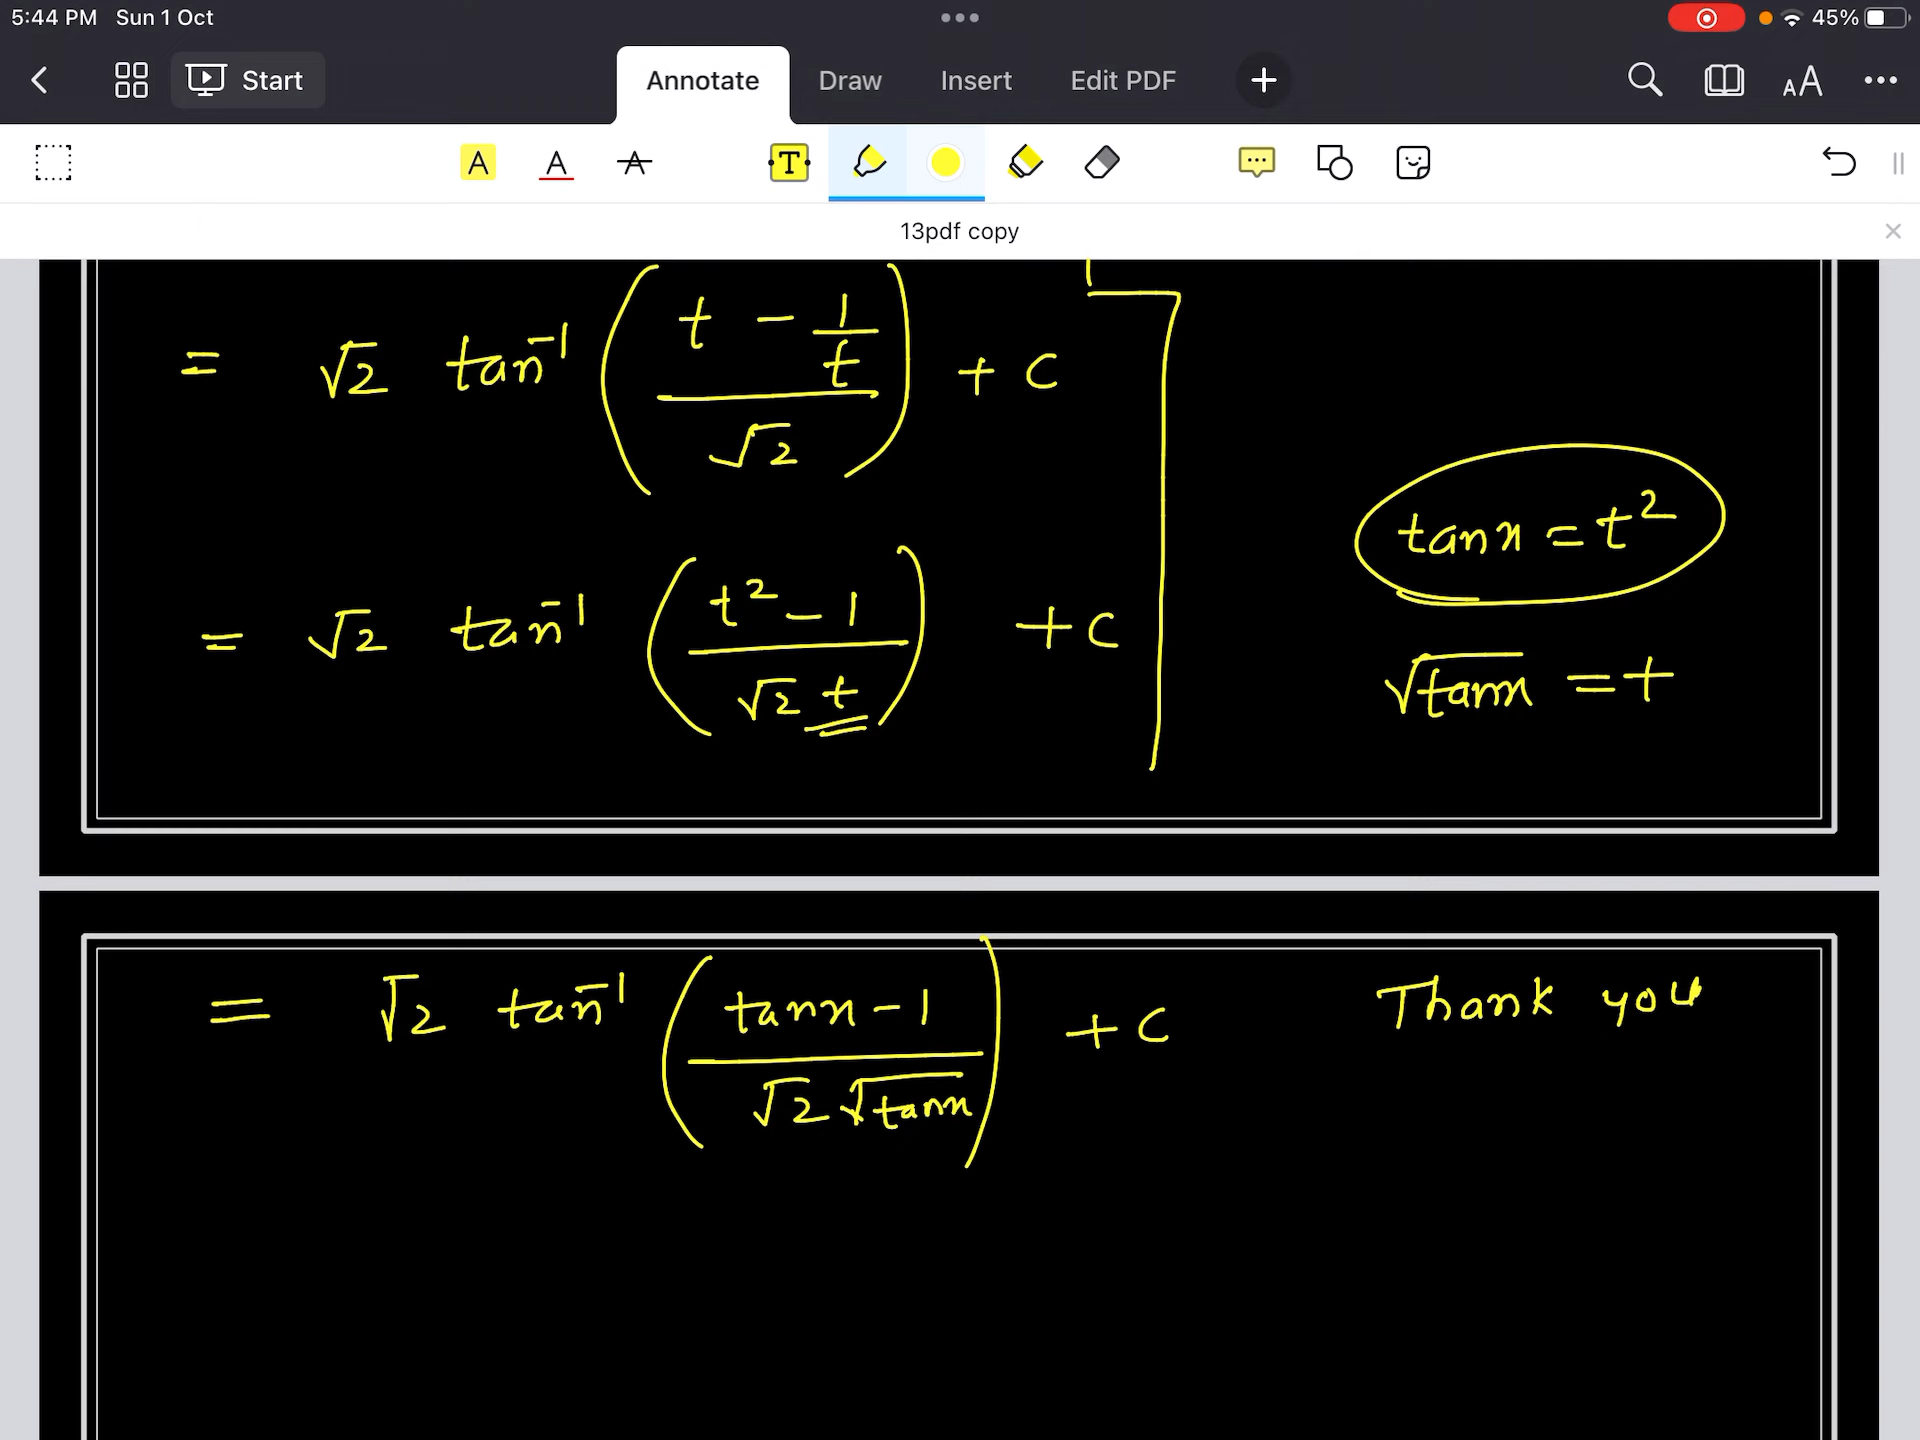 5:44 PM Sun 1 Oct 45%
Start Annotate Draw Insert Edit PDF AA
A A A T
13pdf copy
= √2 tan⁻¹ ((t - 1/t)/√2) + c
tanx = t²
= √2 tan⁻¹ ((t² - 1)/(√2 t)) + c
√tanx = t
= √2 tan⁻¹ ((tanx - 1)/(√2 √tanx)) + c Thank you